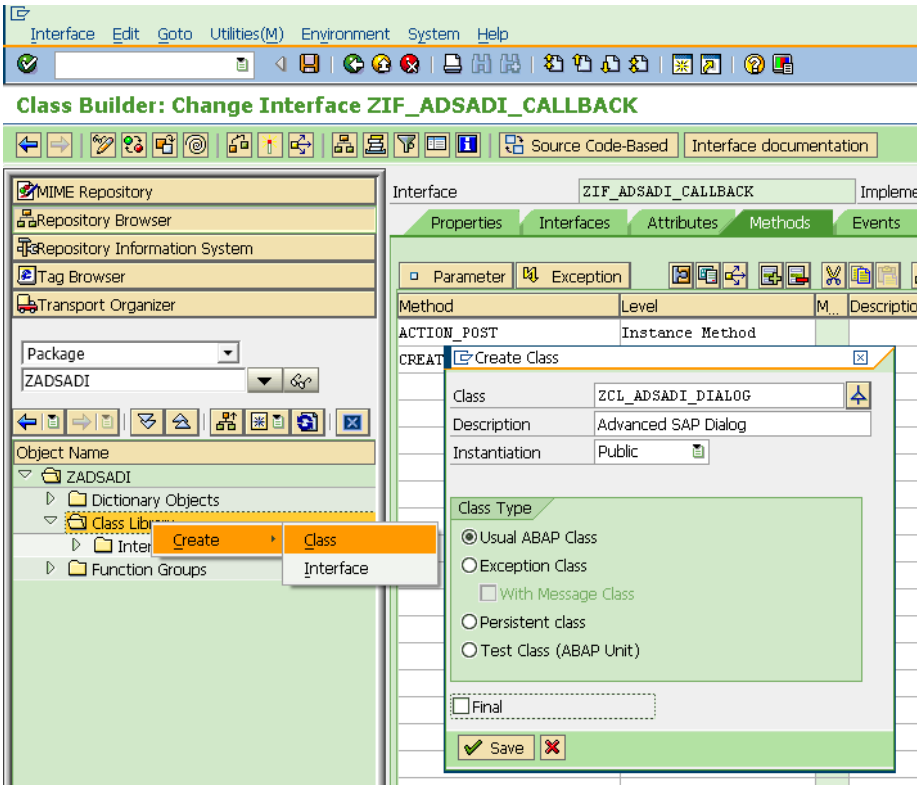 Interface Edit Goto Utilities(M) Environment System Help
Class Builder: Change Interface ZIF_ADSADI_CALLBACK
Source Code-Based Interface documentation
MIME Repository
Repository Browser
Repository Information System
Tag Browser
Transport Organizer
Package
ZADSADI
Object Name
ZADSADI
Dictionary Objects
Class Library
Inter
Function Groups
Create
Class
Interface
Interface ZIF_ADSADI_CALLBACK Impleme
Properties Interfaces Attributes Methods Events
Parameter Exception
Method Level M... Descriptio
ACTION_POST Instance Method
CREAT
Create Class
Class ZCL_ADSADI_DIALOG
Description Advanced SAP Dialog
Instantiation Public
Class Type
Usual ABAP Class
Exception Class
With Message Class
Persistent class
Test Class (ABAP Unit)
Final
Save